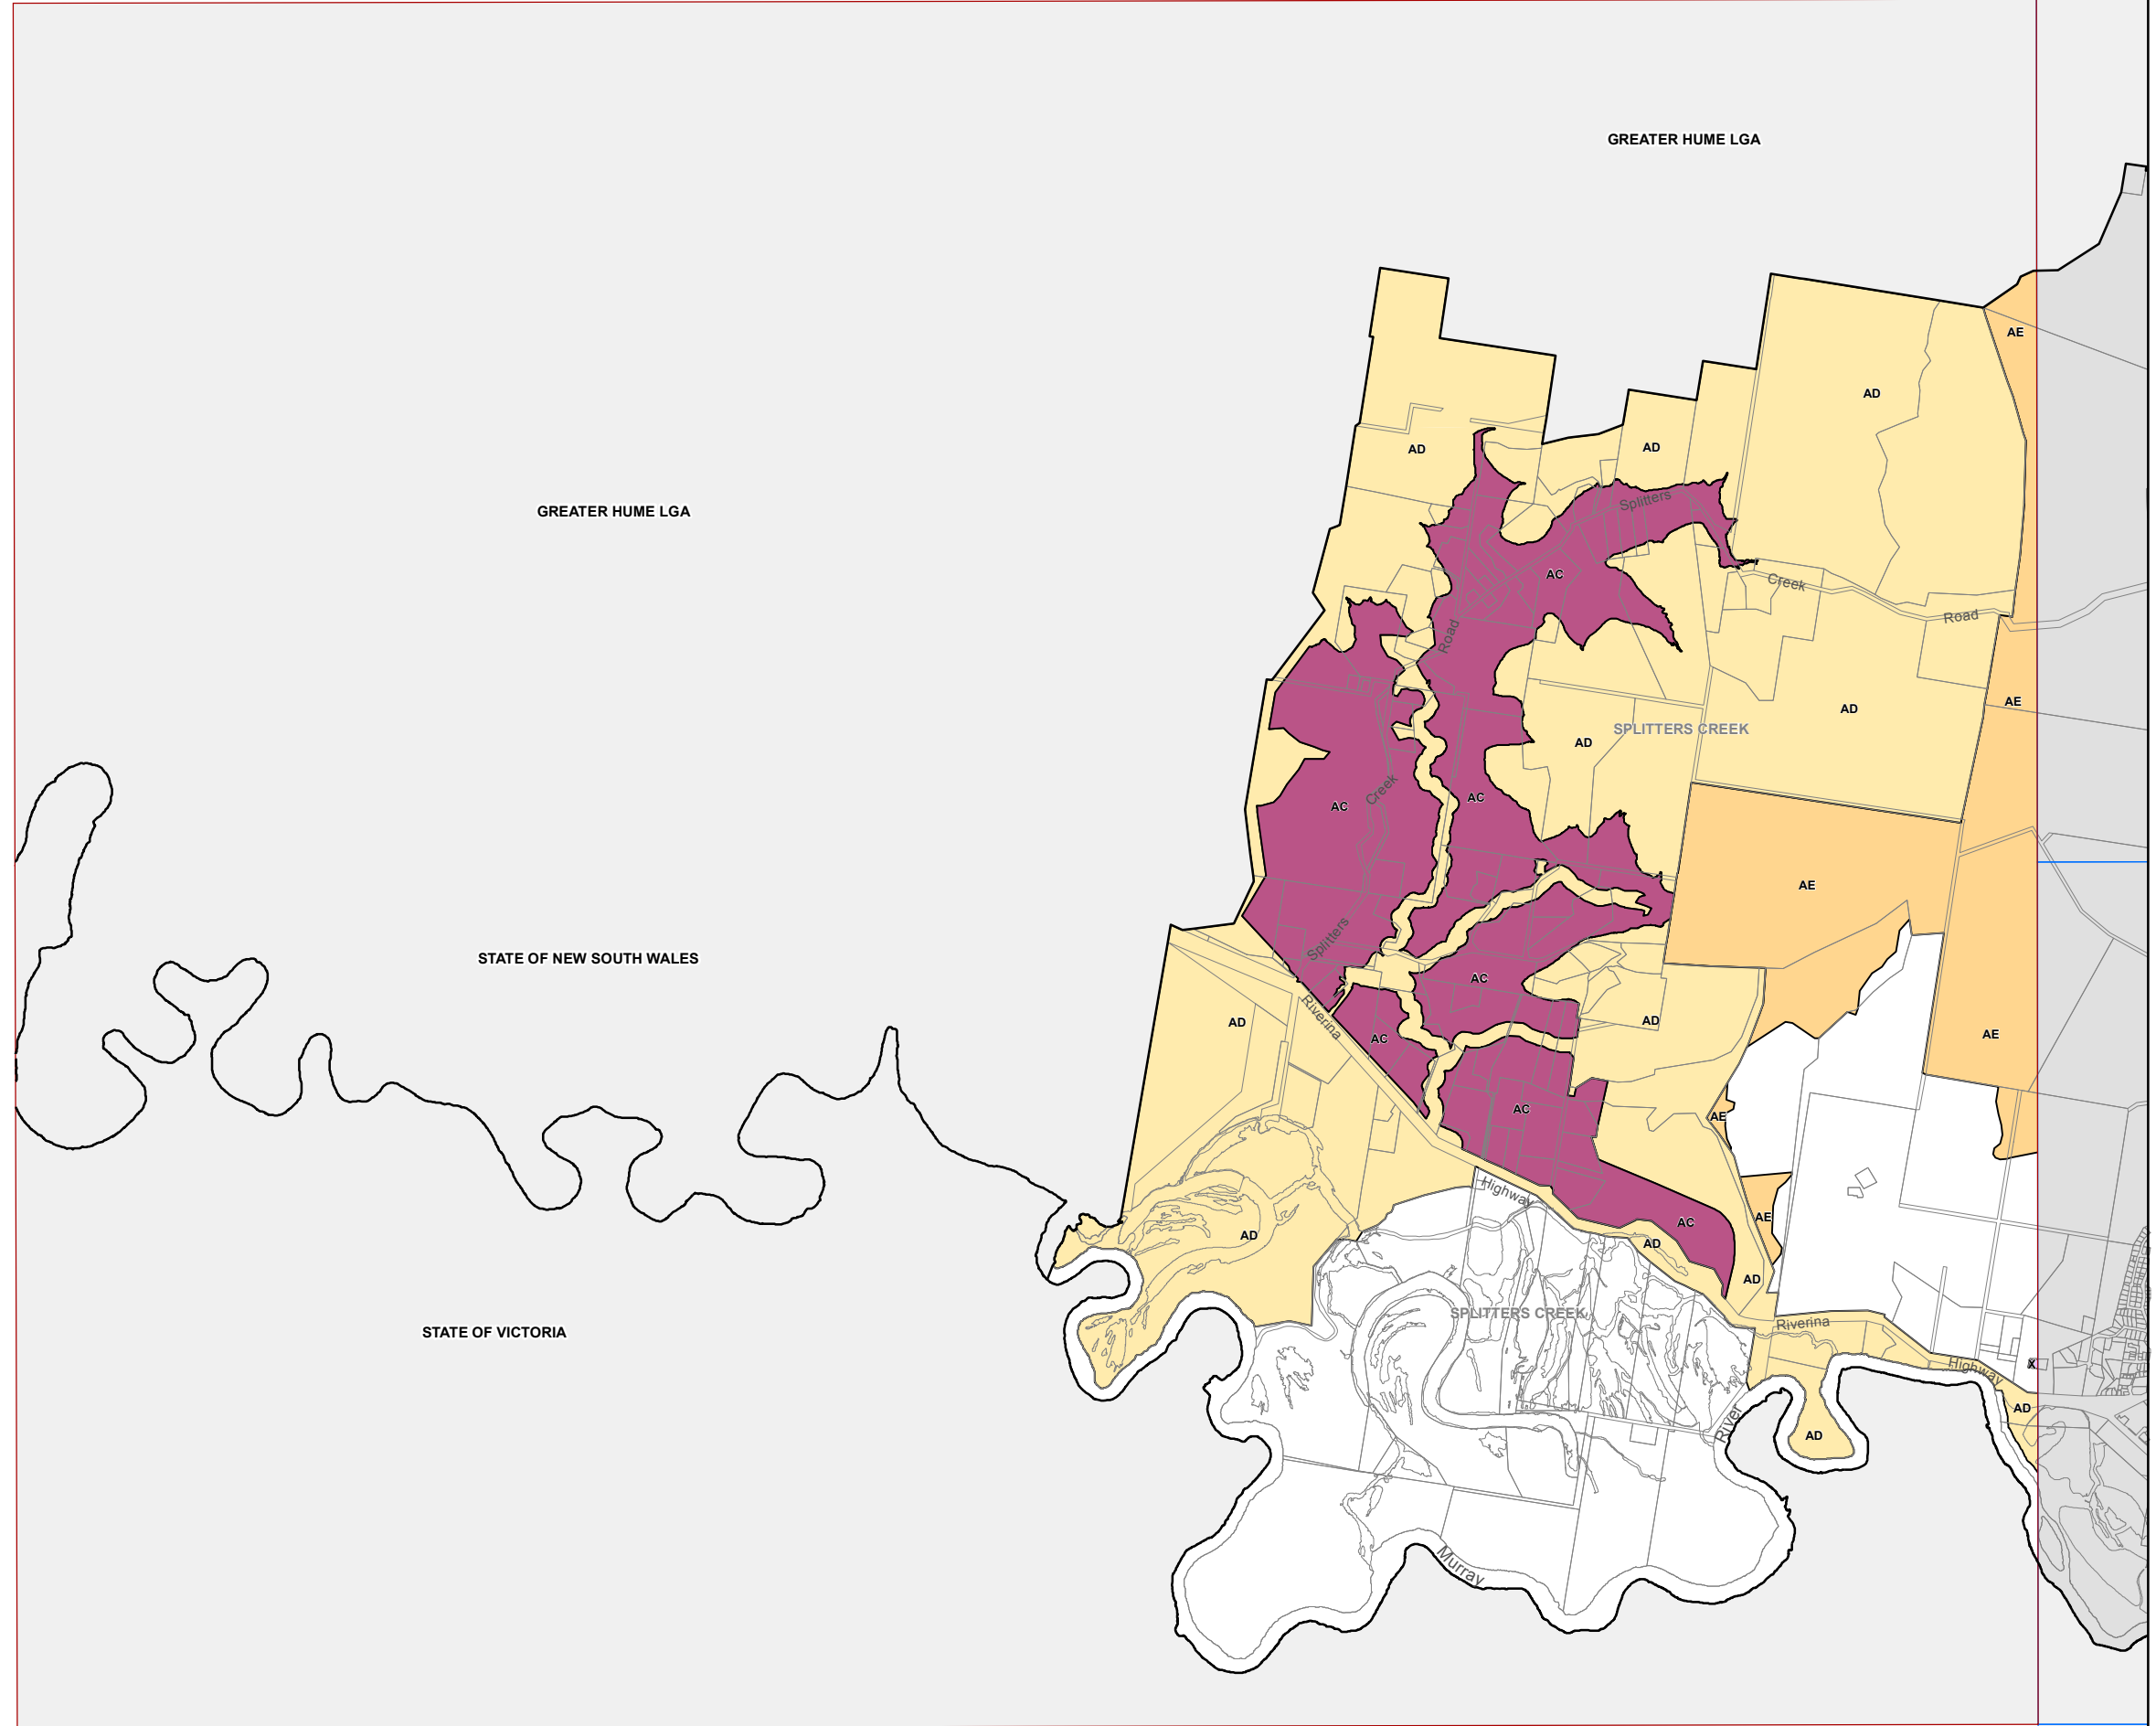 GREATER HUME LGA
AE
AD
AD
AD
Splitters
GREATER HUME LGA
AC
Creek
Road
Road
AE
AD
SPLITTERS CREEK
AD
Creek
AC
AC
AE
Splitters
STATE OF NEW SOUTH WALES
AC
Riverina
AD
AD
AE
AC
AC
AE
Highway
AE
AC
AD
AD
AD
SPLITTERS CREEK
Riverina
STATE OF VICTORIA
X
Highway
AD
River
AD
Murray